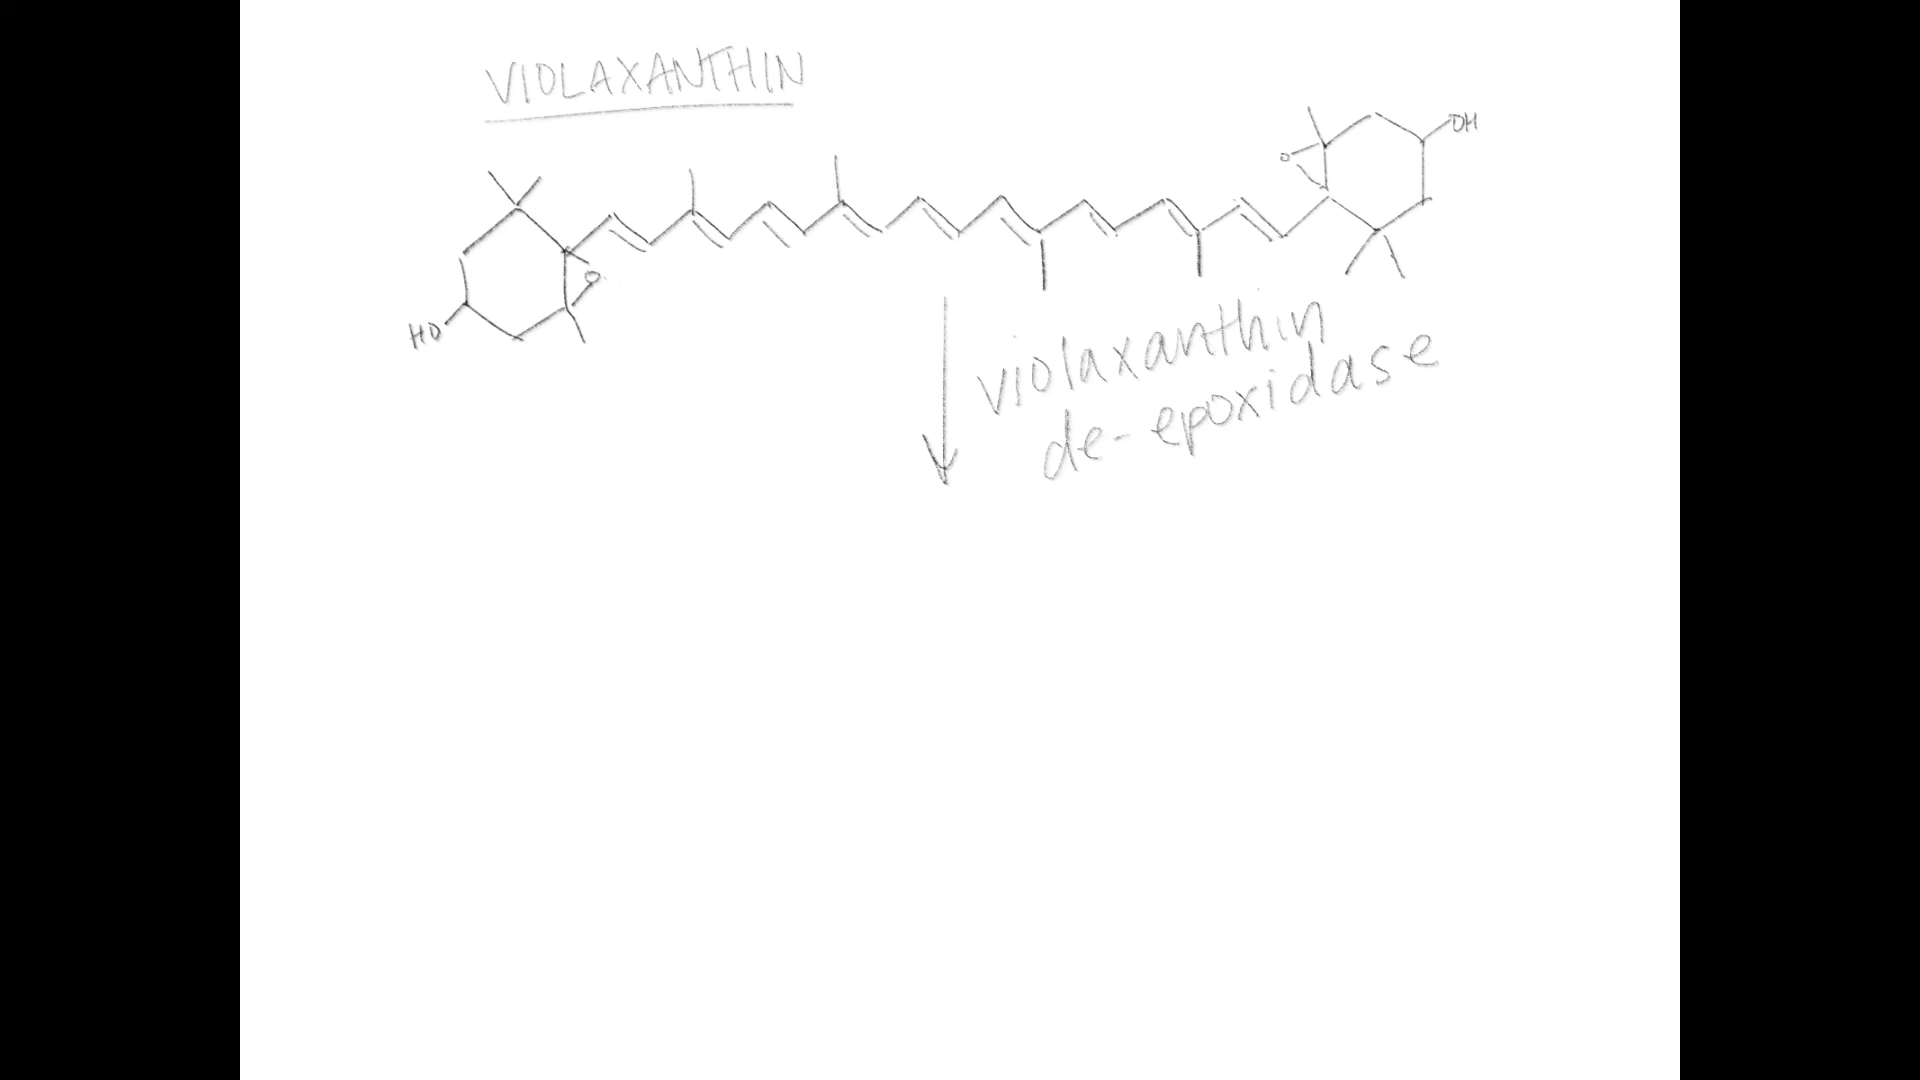 VIOLAXANTHIN
OH
O
O
HO
violaxanthin
de-epoxidase